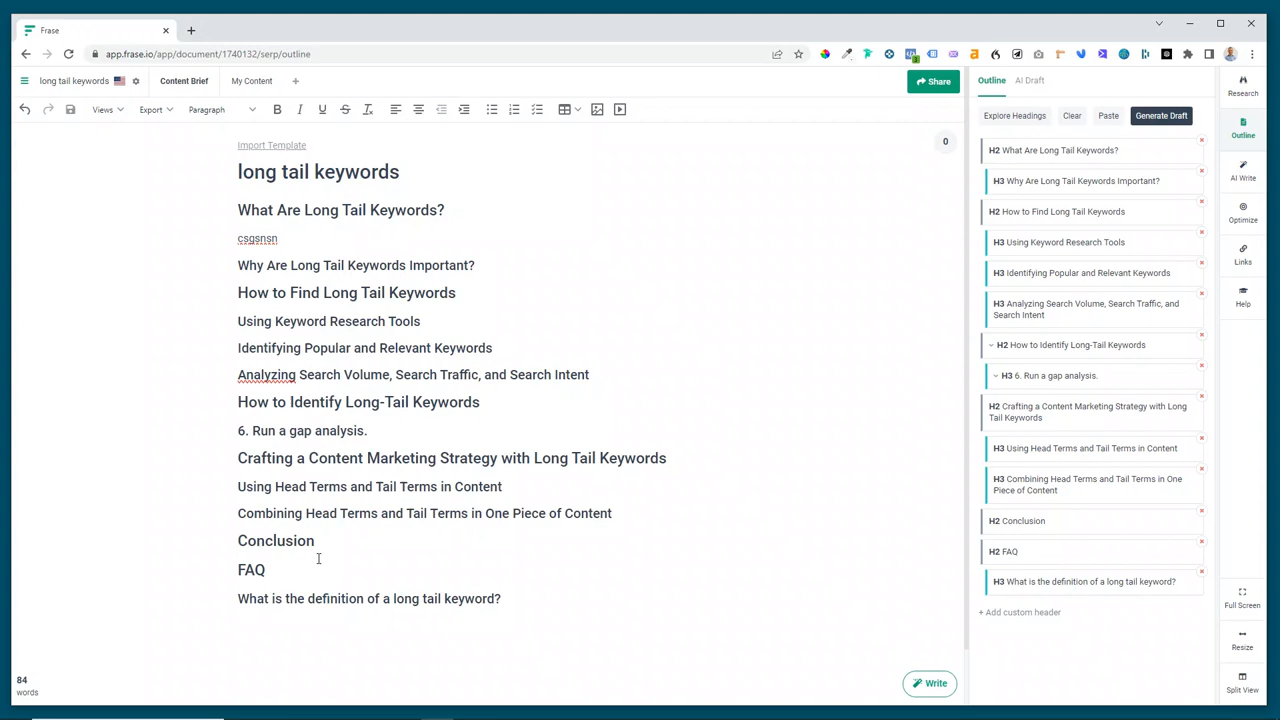 Frase
app.frase.io/app/document/1740132/serp/outline
3
long tail keywords
Content Brief
My Content
Share
Views
Export
Paragraph
B
I
U
0
Import Template
long tail keywords
What Are Long Tail Keywords?
csgsnsn
Why Are Long Tail Keywords Important?
How to Find Long Tail Keywords
Using Keyword Research Tools
Identifying Popular and Relevant Keywords
Analyzing Search Volume, Search Traffic, and Search Intent
How to Identify Long-Tail Keywords
6. Run a gap analysis.
Crafting a Content Marketing Strategy with Long Tail Keywords
Using Head Terms and Tail Terms in Content
Combining Head Terms and Tail Terms in One Piece of Content
Conclusion
FAQ
What is the definition of a long tail keyword?
84
words
Write
Outline
AI Draft
Explore Headings
Clear
Paste
Generate Draft
H2 What Are Long Tail Keywords?
H3 Why Are Long Tail Keywords Important?
H2 How to Find Long Tail Keywords
H3 Using Keyword Research Tools
H3 Identifying Popular and Relevant Keywords
H3 Analyzing Search Volume, Search Traffic, and
Search Intent
H2 How to Identify Long-Tail Keywords
H3 6. Run a gap analysis.
H2 Crafting a Content Marketing Strategy with Long
Tail Keywords
H3 Using Head Terms and Tail Terms in Content
H3 Combining Head Terms and Tail Terms in One
Piece of Content
H2 Conclusion
H2 FAQ
H3 What is the definition of a long tail keyword?
+ Add custom header
Research
Outline
AI Write
Optimize
Links
Help
Full Screen
Resize
Split View